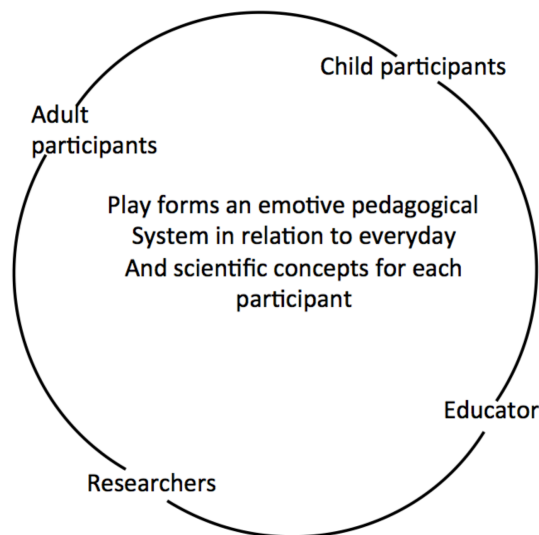 Child participants
Adult
participants
Play forms an emotive pedagogical
System in relation to everyday
And scientific concepts for each
participant
Educator
Researchers